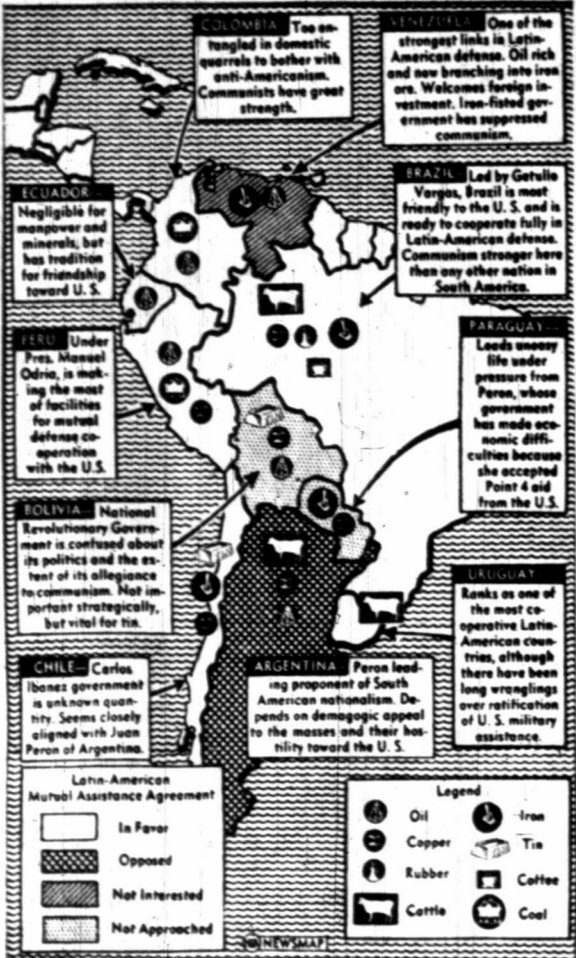 COLOMBIA— Too en-
tangled in domestic
quarrels to bother with
anti-Americanism.
Communists have great
strength.
VENEZUELA— One of the
strongest links in Latin-
American defense. Oil rich
and now branching into iron
ore. Welcomes foreign in-
vestment. Iron-fisted gov-
ernment has suppressed
communism.
ECUADOR—
Negligible for
manpower and
minerals, but
has tradition
for friendship
toward U. S.
BRAZIL— Led by Getulio
Vargas, Brazil is most
friendly to the U. S. and is
ready to cooperate fully in
Latin-American defense.
Communism stronger here
than any other nation in
South America.
PERU— Under
Pres. Manuel
Odria, is mak-
ing the most
of facilities
for mutual
defense co-
operation
with the U.S.
PARAGUAY—
Leads uneasy
life under
pressure from
Peron, whose
government
has made eco-
nomic diffi-
culties because
she accepted
Point 4 aid
from the U.S.
BOLIVIA— National
Revolutionary Govern-
ment is confused about
its politics and the ex-
tent of its allegiance
to communism. Not im-
portant strategically,
but vital for tin.
URUGUAY—
Ranks as one of
the most co-
operative Latin-
American coun-
tries, although
there have been
long wranglings
over ratification
of U. S. military
assistance.
CHILE— Carlos
Ibanez government
is unknown quan-
tity. Seems closely
aligned with Juan
Peron of Argentina.
ARGENTINA— Peron lead-
ing proponent of South
American nationalism. De-
pends on demagogic appeal
to the masses and their hos-
tility toward the U. S.
Latin-American
Mutual Assistance Agreement
In Favor
Opposed
Not Interested
Not Approached
Legend
Oil
Iron
Copper
Tin
Rubber
Coffee
Cattle
Coal
NEWSMAP